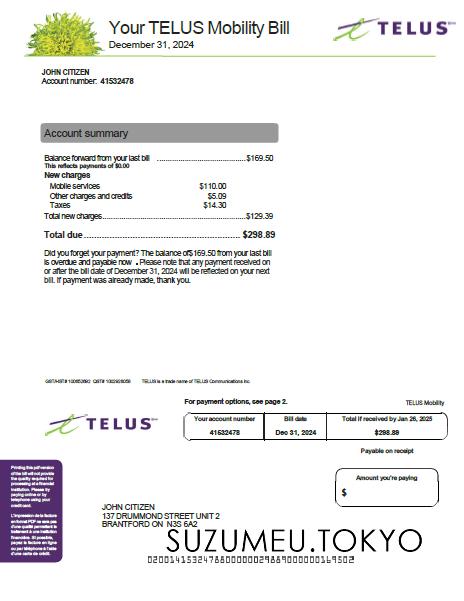 Your TELUS Mobility Bill
December 31, 2024
TELUS
JOHN CITIZEN
Account number: 41532478
Account summary
Balance forward from your last bill ..............................$169.50
This reflects payments of $0.00
New charges
Mobile services $110.00
Other charges and credits $5.09
Taxes $14.30
Total new charges................................................$129.39
Total due ................................................ $298.89
Did you forget your payment? The balance of$169.50 from your last bill
is overdue and payable now . Please note that any payment received on
or after the bill date of December 31, 2024 will be reflected on your next
bill. If payment was already made, thank you.
TELUS is a trade name of TELUS Communications Inc
For payment options, see page 2.
TELUS Mobility
TELUS
Your account number Bill date Total if received by Jan 26, 2025
41532478 Dec 31, 2024 $298.89
Payable on receipt
Amount you're paying
$
Printing this pdf version
of the bill will not provide
the quality required for
processing at a financial
institution. Please try
paying online or by
telephone using your
credit card.
L'impression de la facture
en format PDF ne sera pas
d'une qualité permettant le
traitement à une institution
financière. Si possible,
payez la facture en ligne
ou par téléphone à l'aide
d'une carte de crédit.
JOHN CITIZEN
137 DRUMMOND STREET UNIT 2
BRANTFORD ON N3S 6A2
SUZUMEU.TOKYO